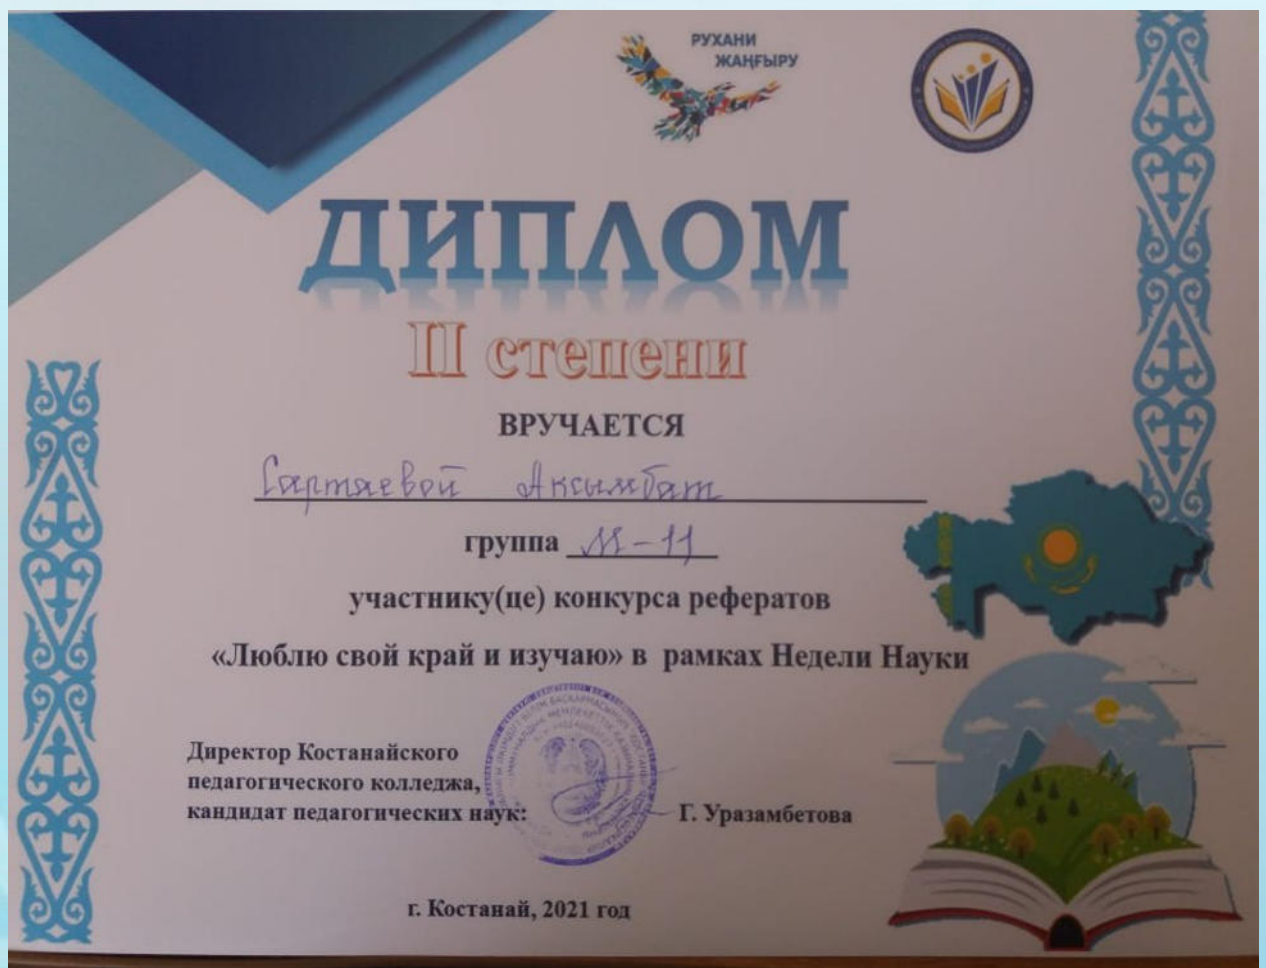 РУХАНИ
ЖАҢҒЫРУ
ДИПЛОМ
II степени
ВРУЧАЕТСЯ
Сартаевой Аксымбат
группа -11
участнику(це) конкурса рефератов
«Люблю свой край и изучаю» в рамках Недели Науки
Директор Костанайского
педагогического колледжа,
кандидат педагогических наук:
Г. Уразамбетова
г. Костанай, 2021 год